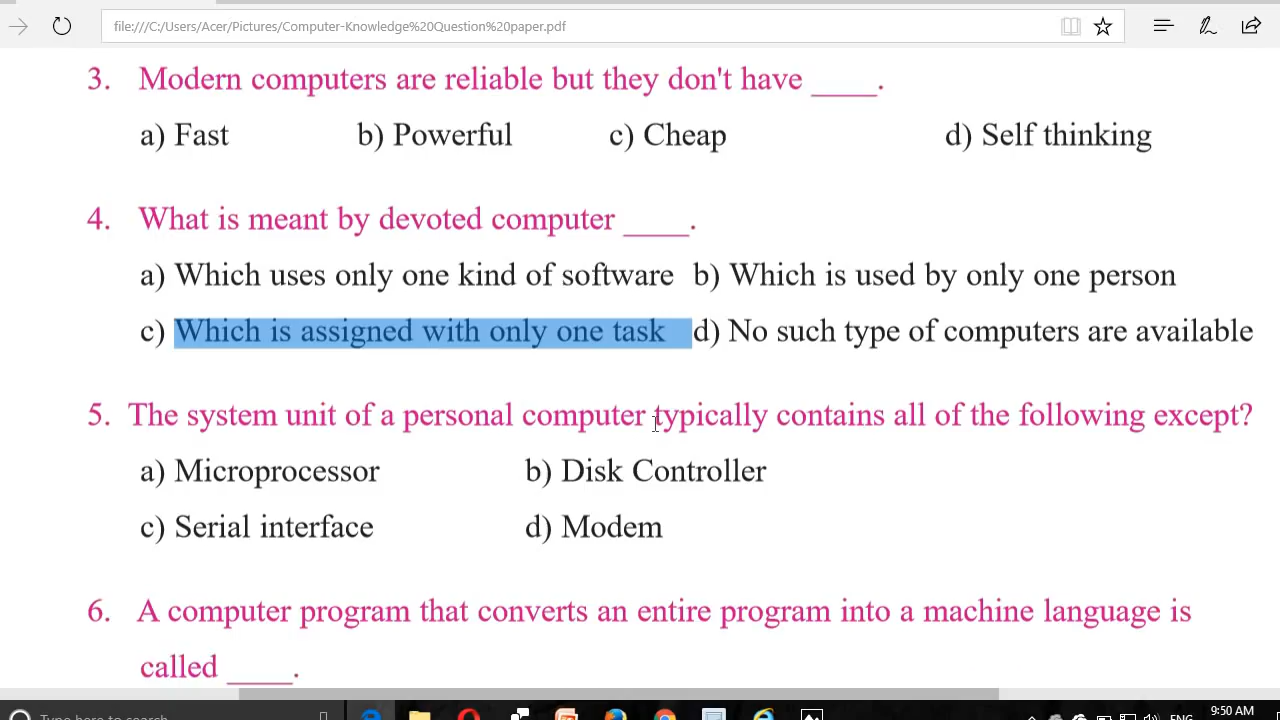 file:///C:/Users/Acer/Pictures/Computer-Knowledge%20Question%20paper.pdf
3. Modern computers are reliable but they don't have ____.
a) Fast b) Powerful c) Cheap d) Self thinking
4. What is meant by devoted computer ____.
a) Which uses only one kind of software b) Which is used by only one person
c) Which is assigned with only one task d) No such type of computers are available
5. The system unit of a personal computer typically contains all of the following except?
a) Microprocessor b) Disk Controller
c) Serial interface d) Modem
6. A computer program that converts an entire program into a machine language is
called ____.
Type here to search ENG 9:50 AM